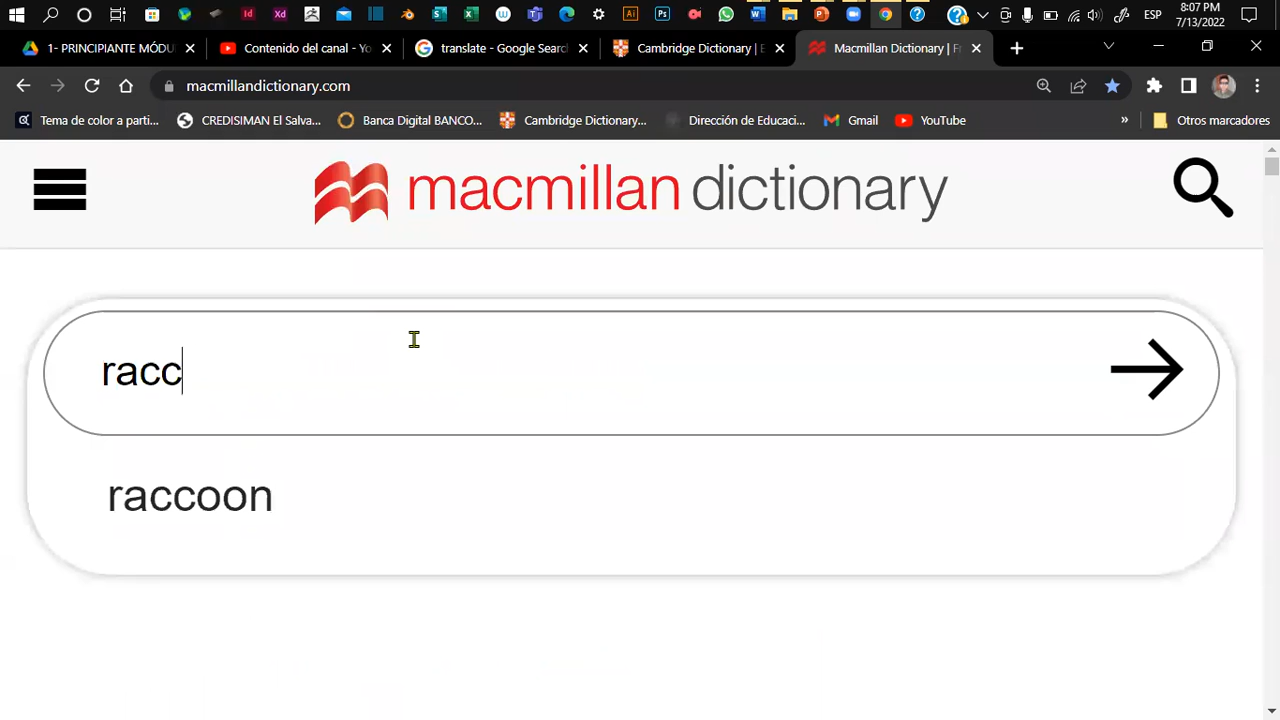 ESP
8:07 PM
7/13/2022
1- PRINCIPIANTE MÓDU
Contenido del canal - Yo
translate - Google Search
Cambridge Dictionary | E
Macmillan Dictionary | Fr
macmillandictionary.com
Tema de color a parti...
CREDISIMAN El Salva...
Banca Digital BANCO...
Cambridge Dictionary...
Dirección de Educaci...
Gmail
YouTube
»
Otros marcadores
macmillan dictionary
racc
raccoon